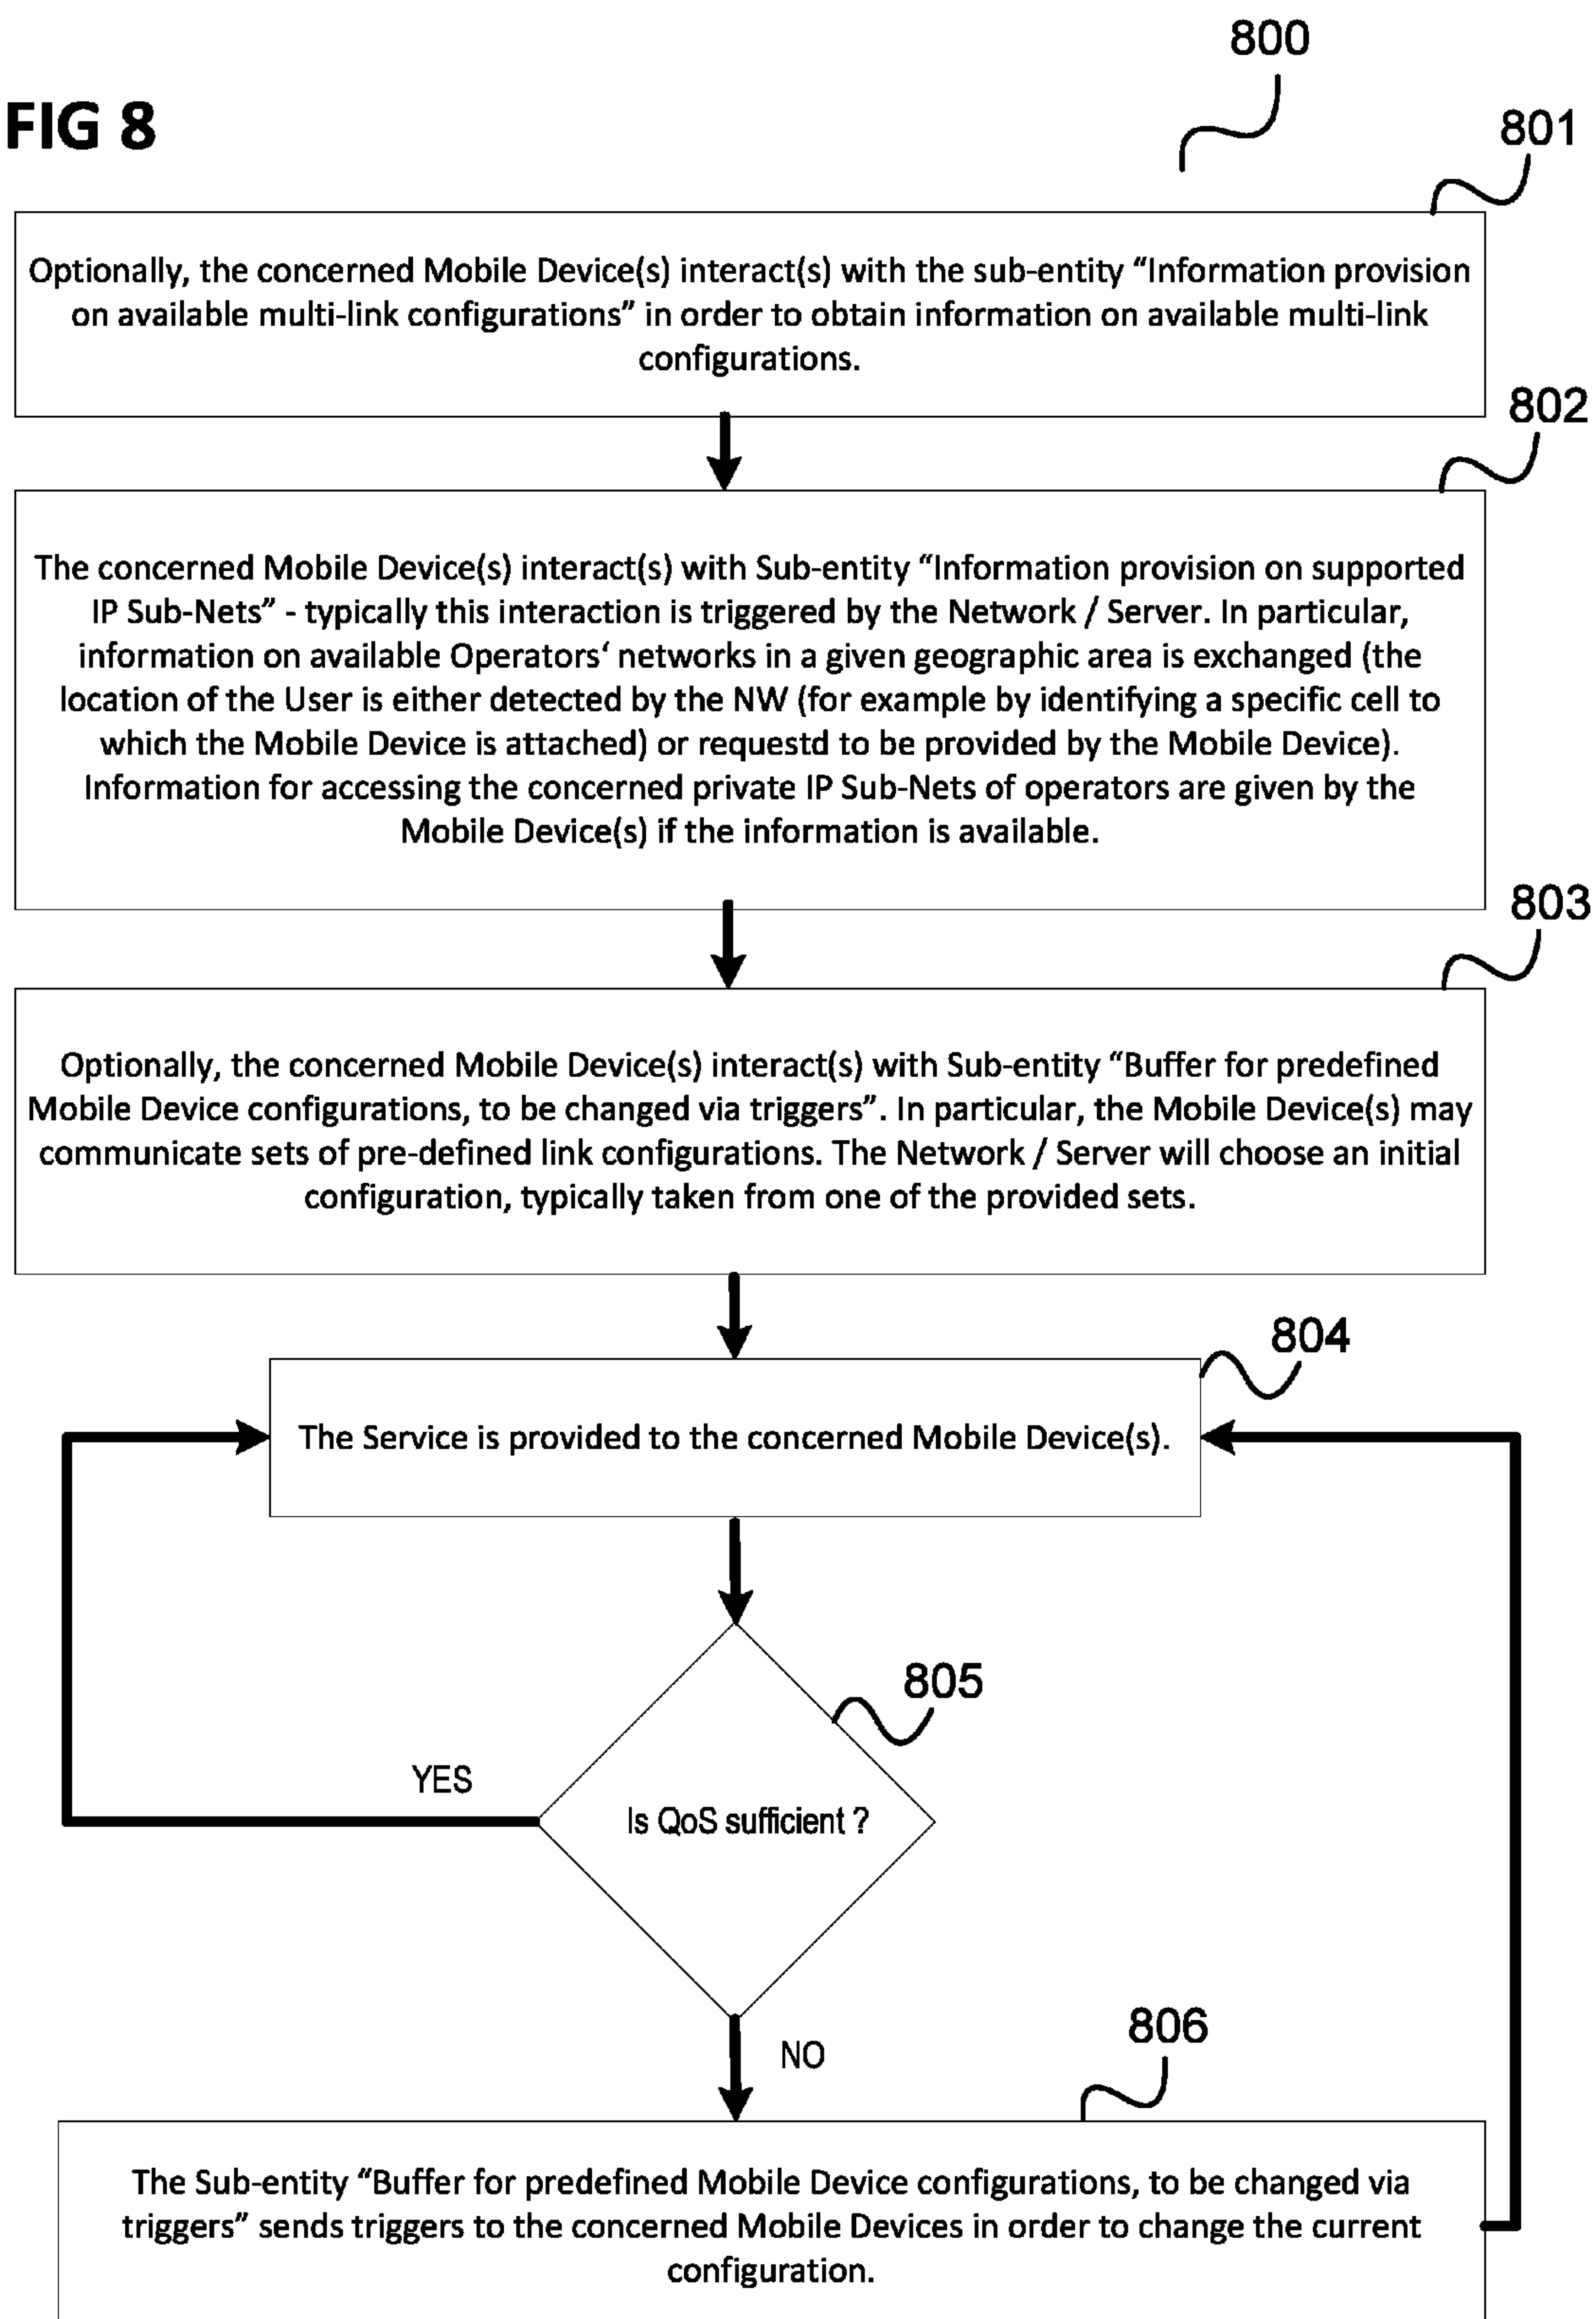 800
FIG 8
801
Optionally, the concerned Mobile Device(s) interact(s) with the sub-entity “Information provision
on available multi-link configurations” in order to obtain information on available multi-link
configurations.
802
The concerned Mobile Device(s) interact(s) with Sub-entity “Information provision on supported
IP Sub-Nets” - typically this interaction is triggered by the Network / Server. In particular,
information on available Operators‘ networks in a given geographic area is exchanged (the
location of the User is either detected by the NW (for example by identifying a specific cell to
which the Mobile Device is attached) or requestd to be provided by the Mobile Device).
Information for accessing the concerned private IP Sub-Nets of operators are given by the
Mobile Device(s) if the information is available.
803
Optionally, the concerned Mobile Device(s) interact(s) with Sub-entity “Buffer for predefined
Mobile Device configurations, to be changed via triggers”. In particular, the Mobile Device(s) may
communicate sets of pre-defined link configurations. The Network / Server will choose an initial
configuration, typically taken from one of the provided sets.
804
The Service is provided to the concerned Mobile Device(s).
805
YES
Is QoS sufficient ?
NO
806
The Sub-entity “Buffer for predefined Mobile Device configurations, to be changed via
triggers” sends triggers to the concerned Mobile Devices in order to change the current
configuration.